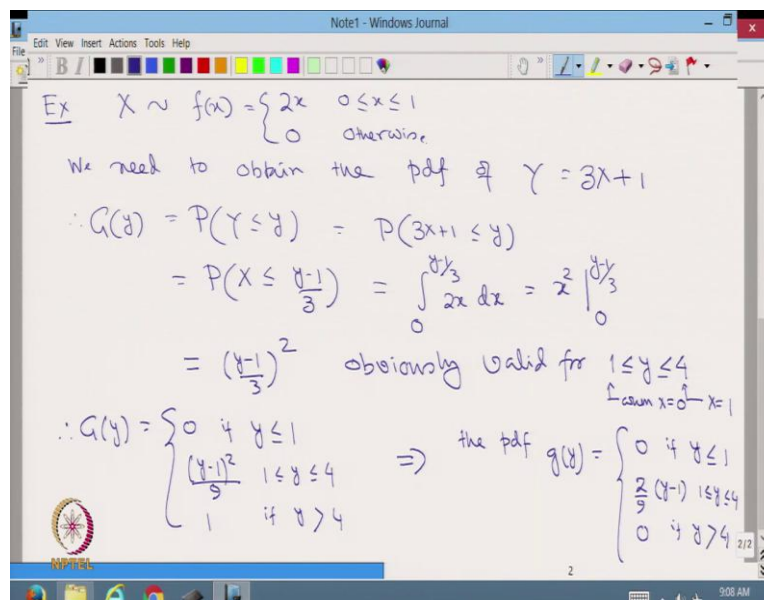 Note1 - Windows Journal
File Edit View Insert Actions Tools Help
B I
Ex X ~ f(x) = { 2x 0 ≤ x ≤ 1
0 otherwise.
We need to obtain the pdf of Y = 3X+1
∴ G(y) = P(Y ≤ y) = P(3X+1 ≤ y)
= P(X ≤ (y-1)/3) = ∫_0^{y-1/3} 2x dx = x² |_0^{y-1/3}
= (y-1/3)² obviously valid for 1 ≤ y ≤ 4
when x=0 x=1
∴ G(y) = { 0 if y ≤ 1
(y-1)²/9 1 ≤ y ≤ 4
1 if y > 4
⇒ the pdf g(y) = { 0 if y ≤ 1
2/9 (y-1) 1 ≤ y ≤ 4
0 if y > 4
NPTEL
2
2/2
9:08 AM